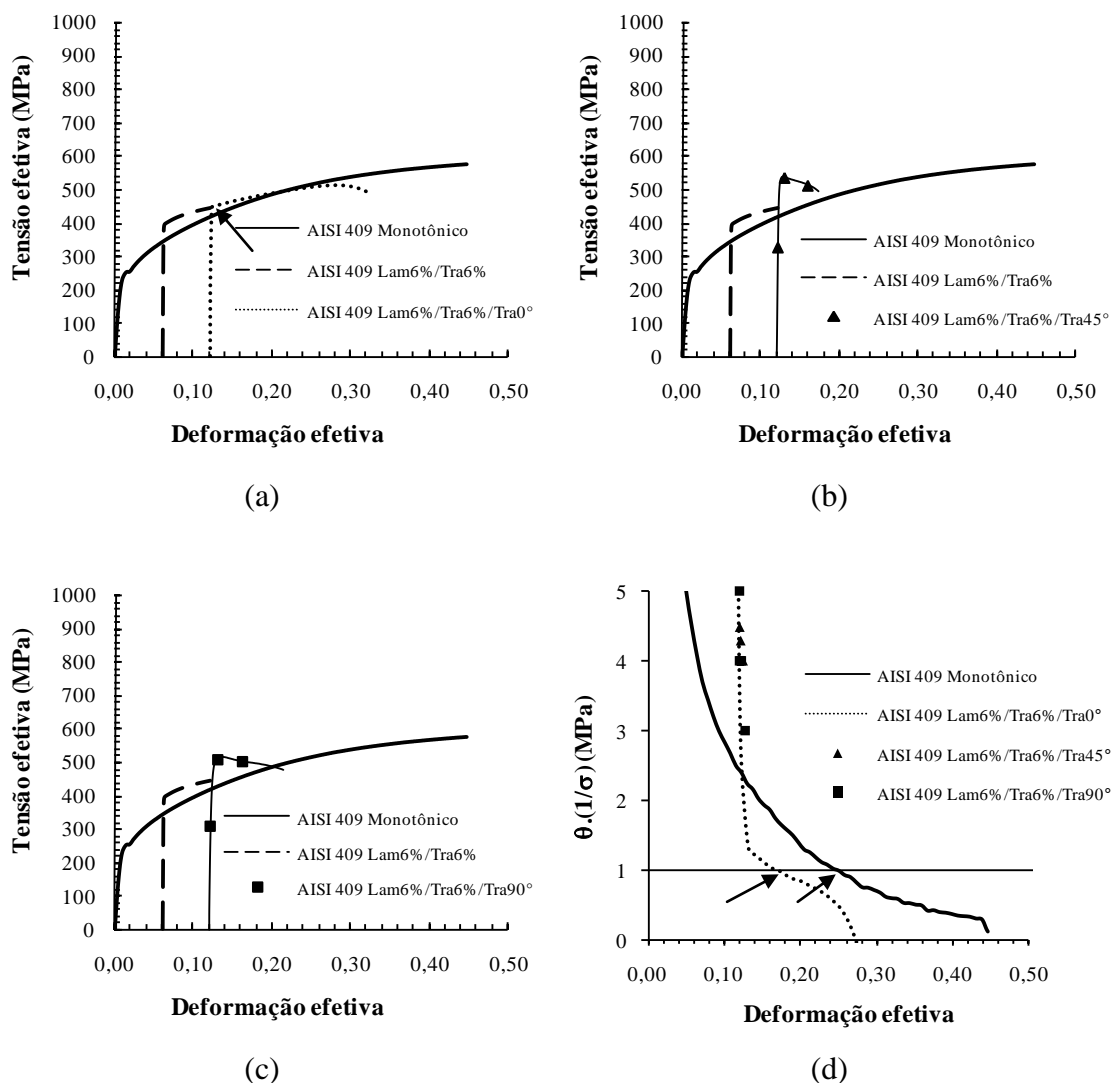 1000
900
800
700
600
500
400
300
200
100
0
Tensão efetiva (MPa)
AISI 409 Monotônico
AISI 409 Lam6%/Tra6%
AISI 409 Lam6%/Tra6%/Tra0°
0,00 0,10 0,20 0,30 0,40 0,50
Deformação efetiva
(a)
1000
900
800
700
600
500
400
300
200
100
0
Tensão efetiva (MPa)
AISI 409 Monotônico
AISI 409 Lam6%/Tra6%
AISI 409 Lam6%/Tra6%/Tra45°
0,00 0,10 0,20 0,30 0,40 0,50
Deformação efetiva
(b)
1000
900
800
700
600
500
400
300
200
100
0
Tensão efetiva (MPa)
AISI 409 Monotônico
AISI 409 Lam6%/Tra6%
AISI 409 Lam6%/Tra6%/Tra90°
0,00 0,10 0,20 0,30 0,40 0,50
Deformação efetiva
(c)
5
4
3
2
1
0
θ.(1/σ) (MPa)
AISI 409 Monotônico
AISI 409 Lam6%/Tra6%/Tra0°
AISI 409 Lam6%/Tra6%/Tra45°
AISI 409 Lam6%/Tra6%/Tra90°
0,00 0,10 0,20 0,30 0,40 0,50
Deformação efetiva
(d)